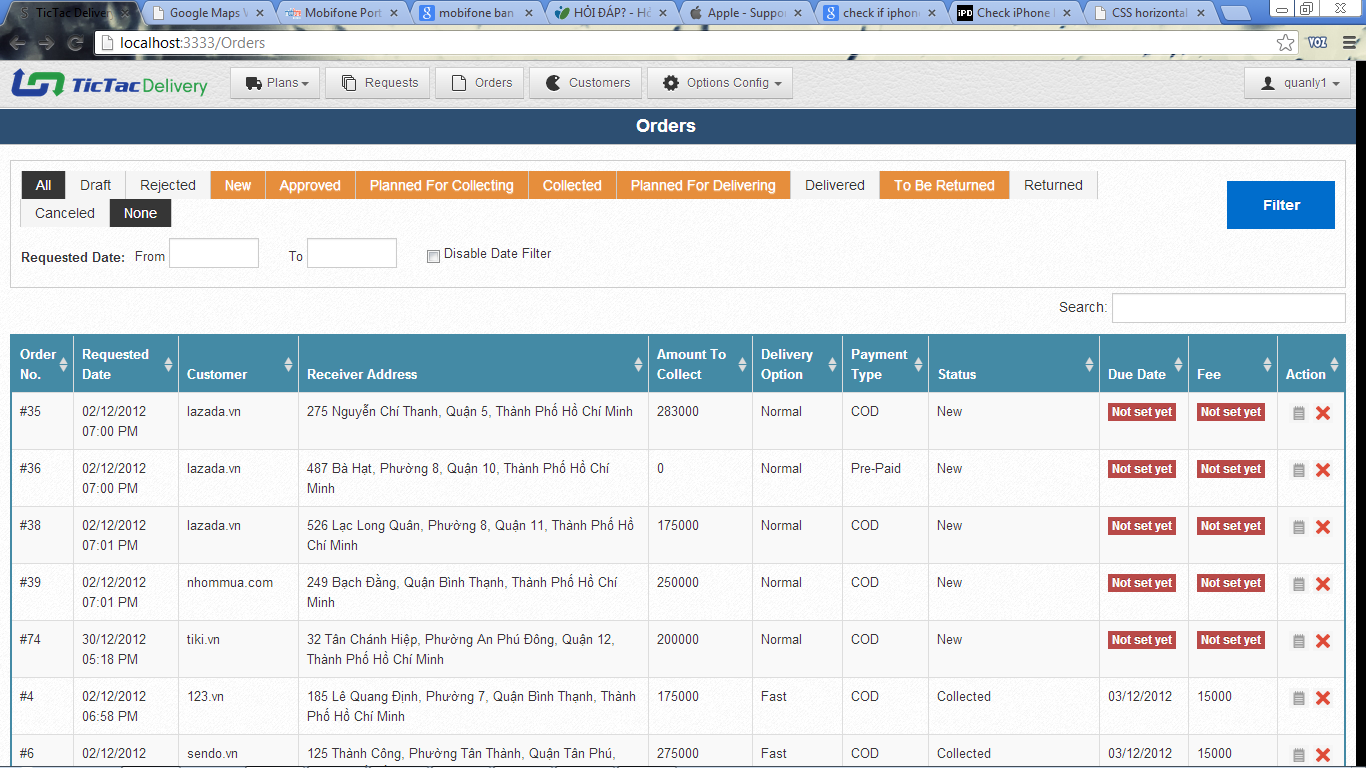 TicTac Deliver
Google Maps V
Mobifone Port
mobifone ban
HỎI ĐÁP? - H
Apple - Suppo
check if iphon
iPD Check iPhone
CSS horizontal
localhost:3333/Orders
VOZ
TicTacDelivery
Plans
Requests
Orders
Customers
Options Config
quanly1
Orders
All Draft Rejected New Approved Planned For Collecting Collected Planned For Delivering Delivered To Be Returned Returned
Canceled None
Filter
Requested Date: From To Disable Date Filter
Search:
Order No.
Requested Date
Customer
Receiver Address
Amount To Collect
Delivery Option
Payment Type
Status
Due Date
Fee
Action
#35 02/12/2012 lazada.vn 275 Nguyễn Chí Thanh, Quận 5, Thành Phố Hồ Chí Minh 283000 Normal COD New Not set yet Not set yet
07:00 PM
#36 02/12/2012 lazada.vn 487 Bà Hạt, Phường 8, Quận 10, Thành Phố Hồ Chí 0 Normal Pre-Paid New Not set yet Not set yet
07:00 PM Minh
#38 02/12/2012 lazada.vn 526 Lạc Long Quân, Phường 8, Quận 11, Thành Phố Hồ 175000 Normal COD New Not set yet Not set yet
07:01 PM Chí Minh
#39 02/12/2012 nhommua.com 249 Bạch Đằng, Quận Bình Thạnh, Thành Phố Hồ Chí 250000 Normal COD New Not set yet Not set yet
07:01 PM Minh
#74 30/12/2012 tiki.vn 32 Tân Chánh Hiệp, Phường An Phú Đông, Quận 12, 200000 Normal COD New Not set yet Not set yet
05:18 PM Thành Phố Hồ Chí Minh
#4 02/12/2012 123.vn 185 Lê Quang Định, Phường 7, Quận Bình Thạnh, Thành 175000 Fast COD Collected 03/12/2012 15000
06:58 PM Phố Hồ Chí Minh
#6 02/12/2012 sendo.vn 125 Thành Công, Phường Tân Thành, Quận Tân Phú, 275000 Fast COD Collected 03/12/2012 15000